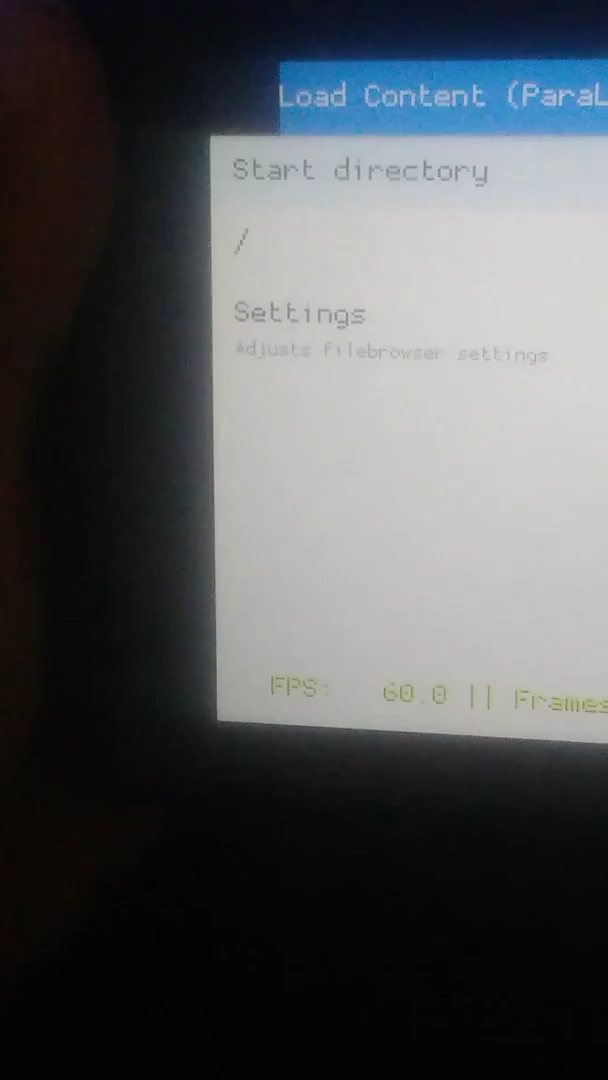 Load Content (ParaL
Start directory
/
Settings
Adjusts filebrowser settings
FPS: 60.0 || Frames